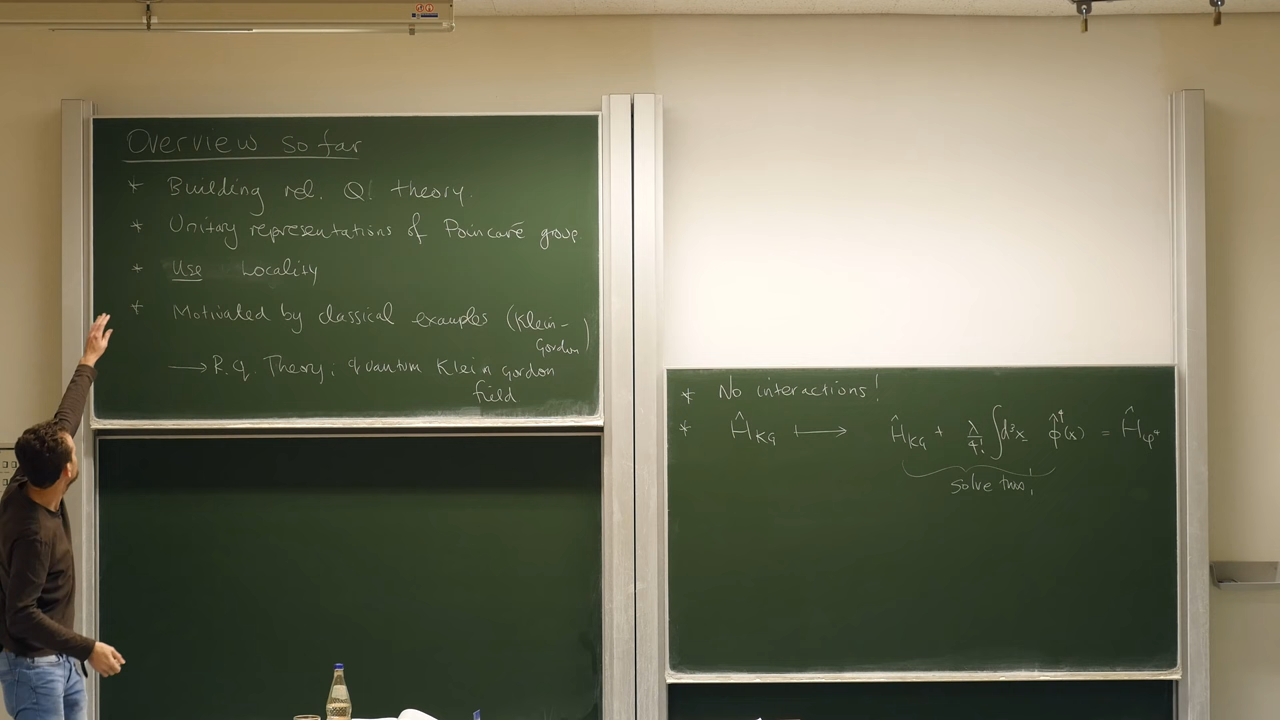 Overview so far
* Building rel. Q! theory.
* Unitary representations of Poincaré group
* Use Locality
* Motivated by classical examples (Klein-Gordon)
→ R.q. Theory: quantum Klein Gordon field
* No interactions!
* Ĥ_KG ⟼ Ĥ_KG + λ/4! ∫d³x φ̂⁴(x) = Ĥ_φ⁴
Solve this!